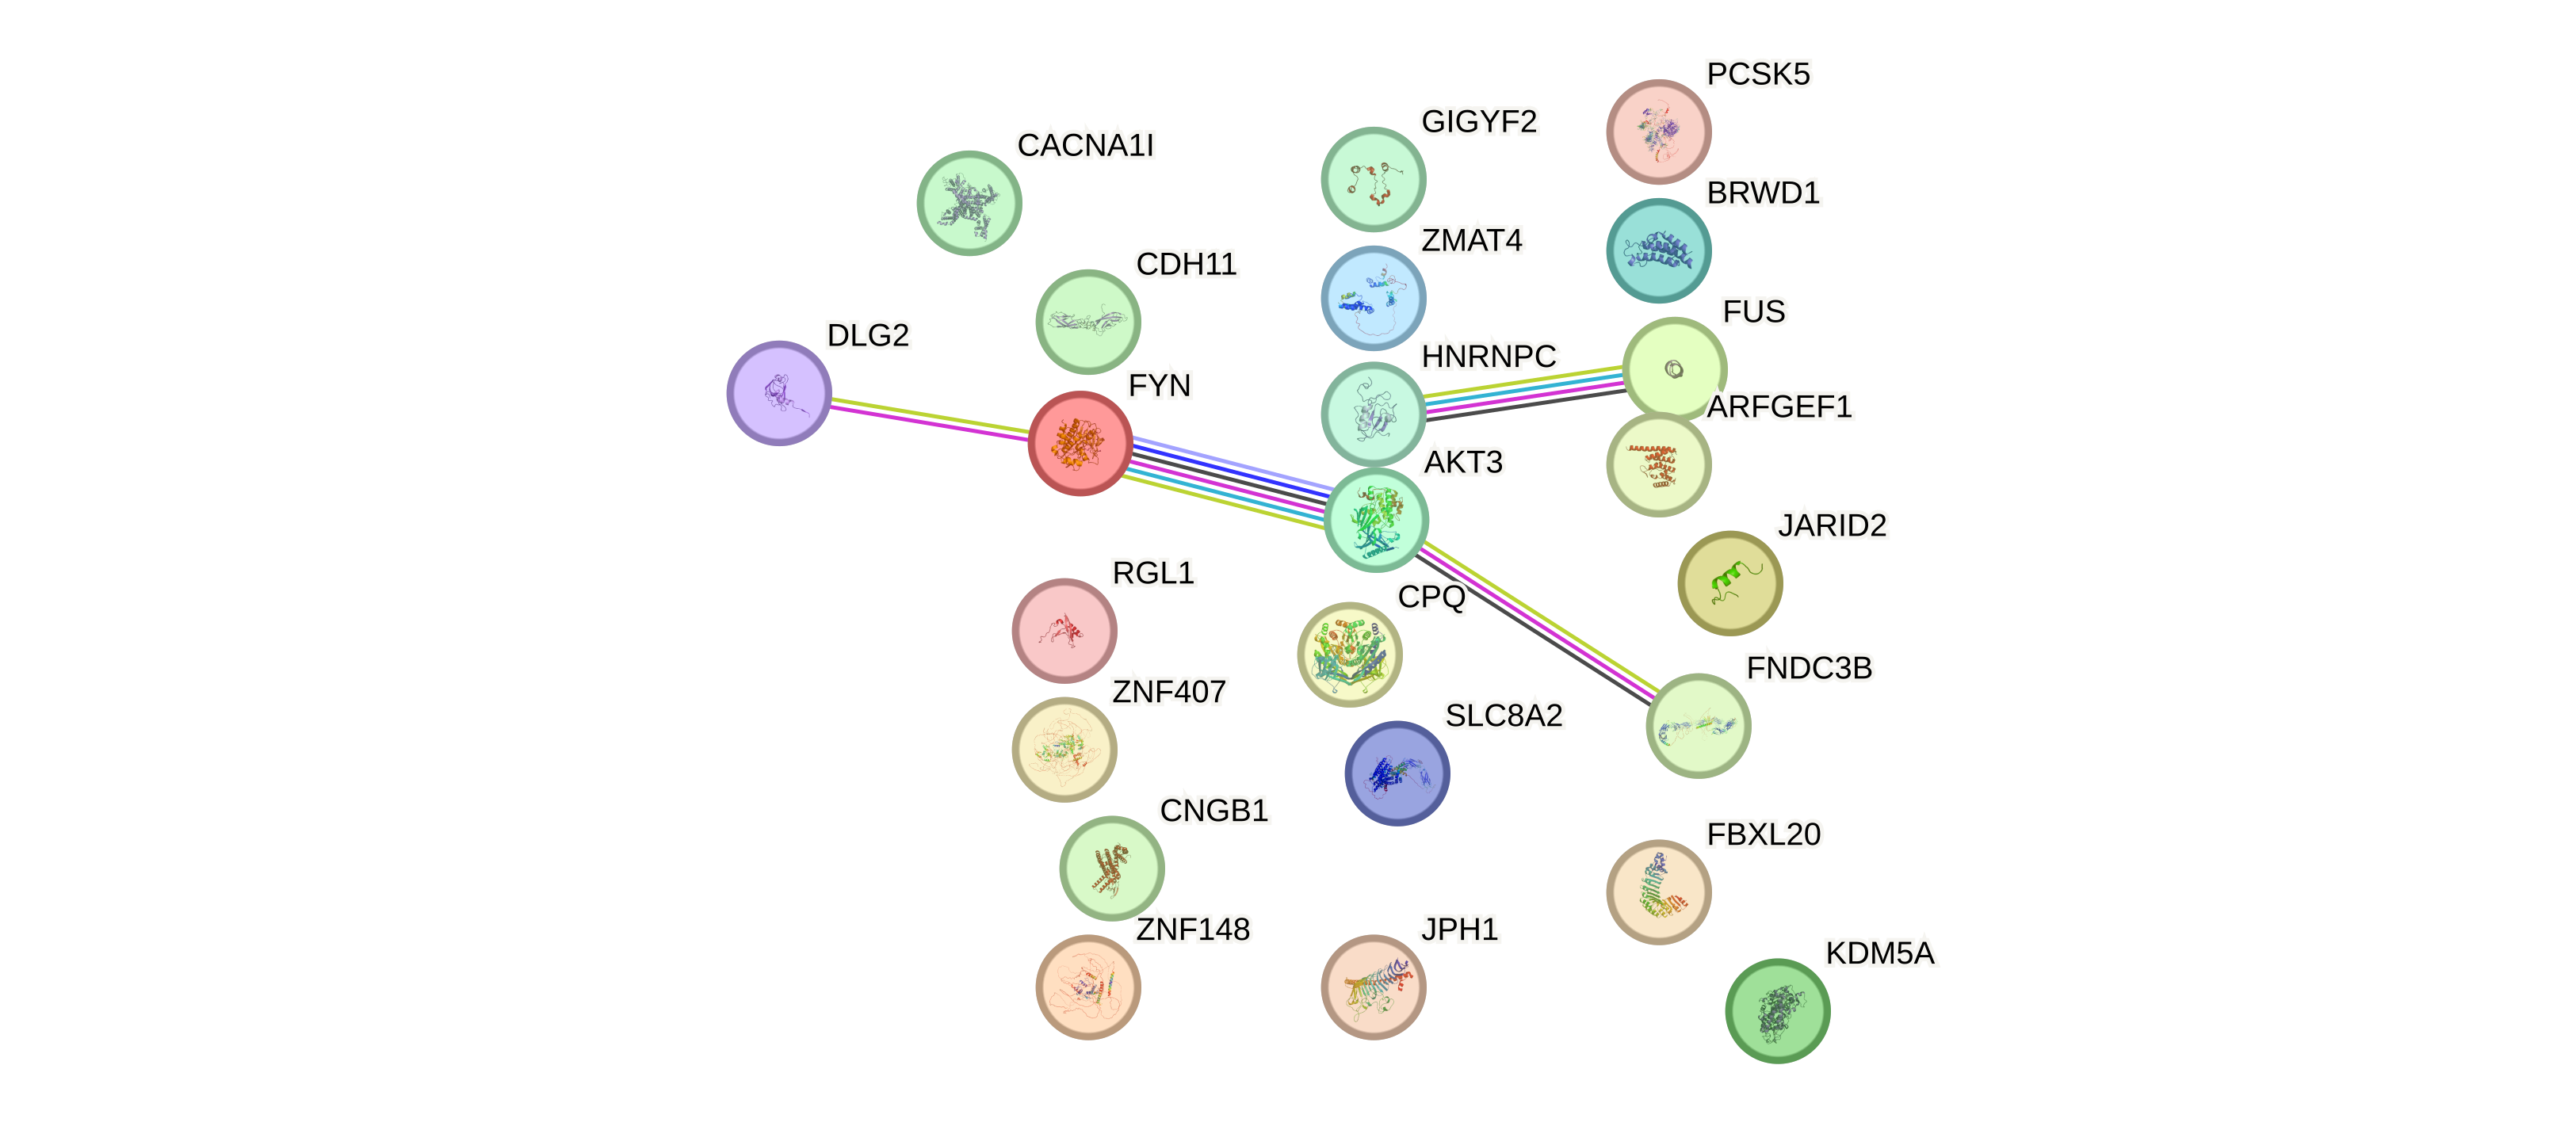 PCSK5
GIGYF2
CACNA1I
BRWD1
ZMAT4
CDH11
FUS
DLG2
HNRNPC
FYN
ARFGEF1
AKT3
JARID2
RGL1
CPQ
FNDC3B
ZNF407
SLC8A2
CNGB1
FBXL20
ZNF148
JPH1
KDM5A